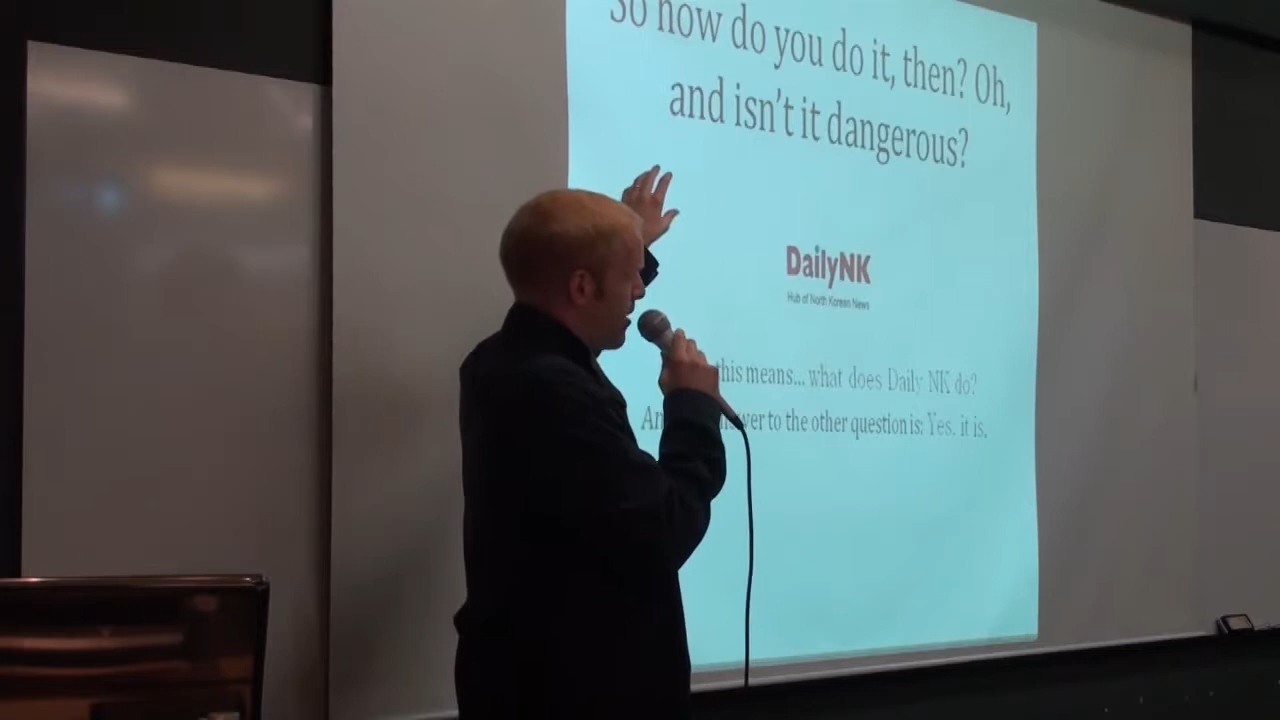 So how do you do it, then? Oh,
and isn't it dangerous?
DailyNK
Hub of North Korean News
this means... what does Daily NK do?
to the other question is: Yes, it is.